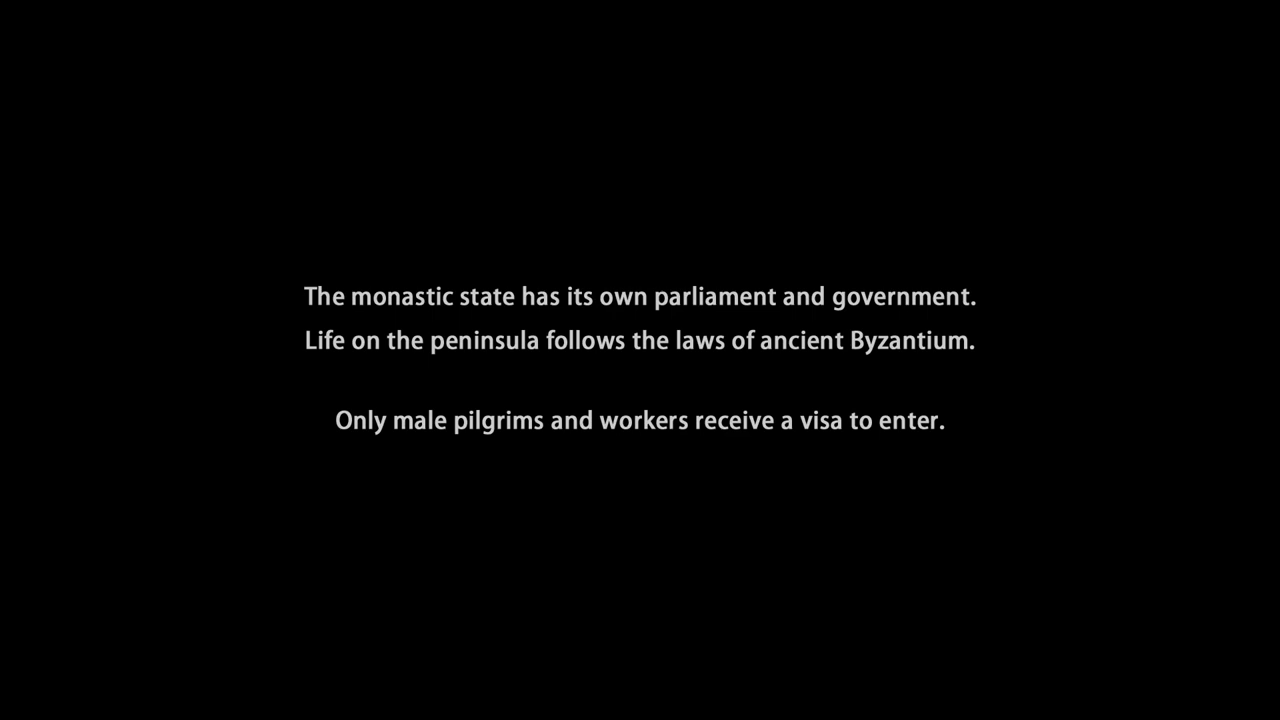 The monastic state has its own parliament and government.
Life on the peninsula follows the laws of ancient Byzantium.
Only male pilgrims and workers receive a visa to enter.